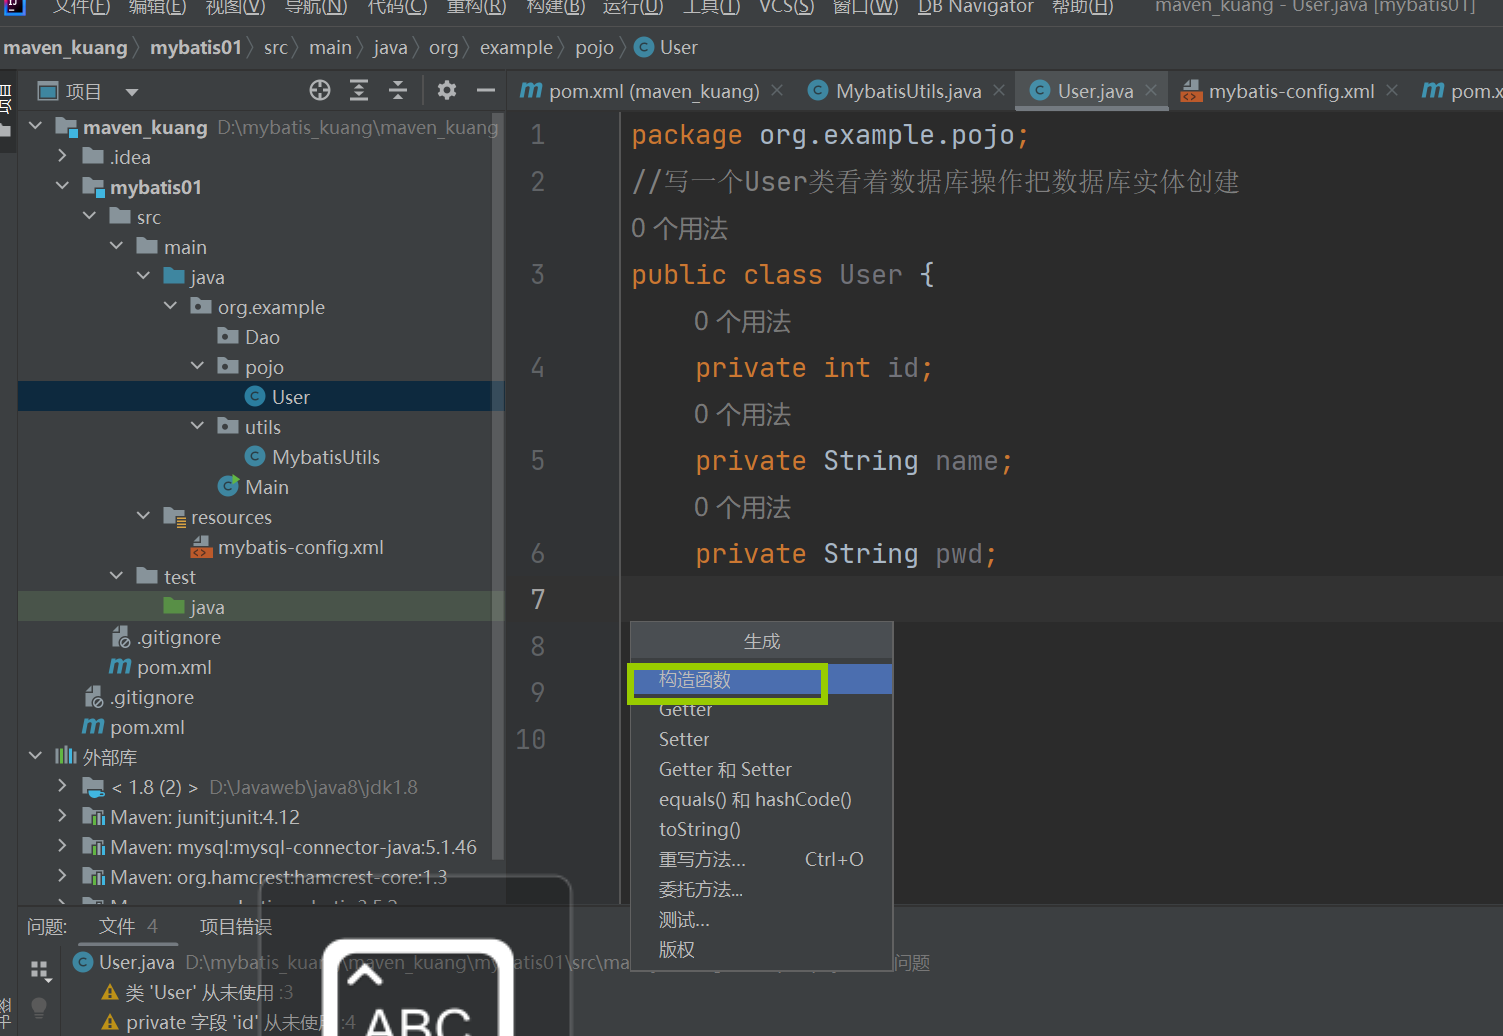 文件(F) 编辑(E) 视图(V) 导航(N) 代码(C) 重构(R) 构建(B) 运行(U) 工具(T) VCS(S) 窗口(W) DB Navigator 帮助(H) maven_kuang - User.java [mybatis01]
maven_kuang mybatis01 src main java org example pojo User
项目
项目
pom.xml (maven_kuang) MybatisUtils.java User.java mybatis-config.xml pom.x
maven_kuang D:\mybatis_kuang\maven_kuang
.idea
mybatis01
src
main
java
org.example
Dao
pojo
User
utils
MybatisUtils
Main
resources
mybatis-config.xml
test
java
.gitignore
pom.xml
.gitignore
pom.xml
外部库
< 1.8 (2) > D:\Javaweb\java8\jdk1.8
Maven: junit:junit:4.12
Maven: mysql:mysql-connector-java:5.1.46
Maven: org.hamcrest:hamcrest-core:1.3
1 package org.example.pojo;
2 //写一个User类看着数据库操作把数据库实体创建
0 个用法
3 public class User {
0 个用法
4 private int id;
0 个用法
5 private String name;
0 个用法
6 private String pwd;
7
8
9
10
生成
构造函数
Getter
Setter
Getter 和 Setter
equals() 和 hashCode()
toString()
重写方法... Ctrl+O
委托方法...
测试...
版权
问题: 文件 4 项目错误
User.java D:\mybatis_kuang\maven_kuang\mybatis01\src\ma 问题
类 'User' 从未使用 :3
private 字段 'id' 从未使用 :4
ABC